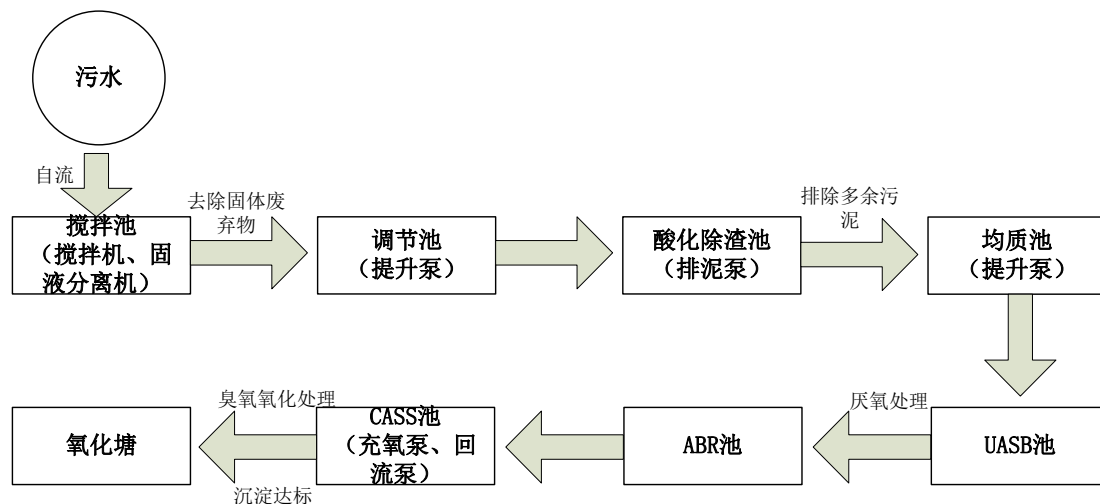 污水
自流
搅拌池
（搅拌机、固
液分离机）
去除固体废
弃物
调节池
（提升泵）
酸化除渣池
（排泥泵）
排除多余污
泥
均质池
（提升泵）
UASB池
厌氧处理
ABR池
CASS池
（充氧泵、回
流泵）
臭氧氧化处理
沉淀达标
氧化塘